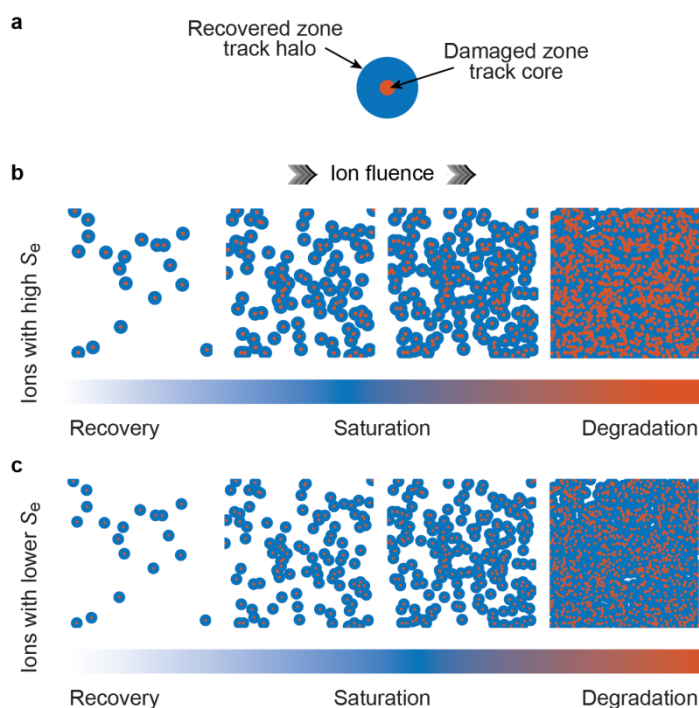 a
Recovered zone
track halo
Damaged zone
track core
b
Ion fluence
Ions with high Se
Recovery
Saturation
Degradation
c
Ions with lower Se
Recovery
Saturation
Degradation